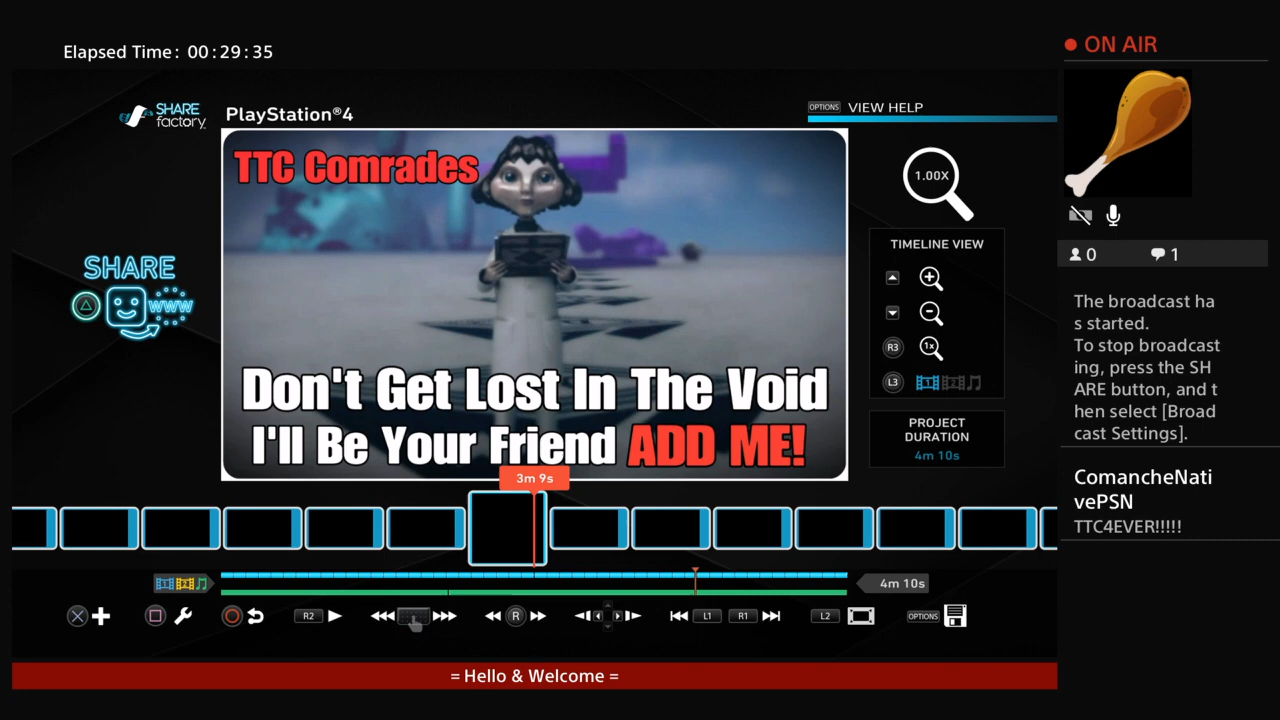 Elapsed Time: 00:29:35
ON AIR
SHARE
factory
PlayStation®4
OPTIONS VIEW HELP
TTC Comrades
1.00X
0 1
TIMELINE VIEW
SHARE
www
The broadcast ha
s started.
To stop broadcast
ing, press the SH
ARE button, and t
hen select [Broad
cast Settings].
R3 1x
L3
Don't Get Lost In The Void
I'll Be Your Friend ADD ME!
PROJECT
DURATION
4m 10s
3m 9s
ComancheNati
vePSN
TTC4EVER!!!!!
4m 10s
R2 R L1 R1 L2 OPTIONS
= Hello & Welcome =